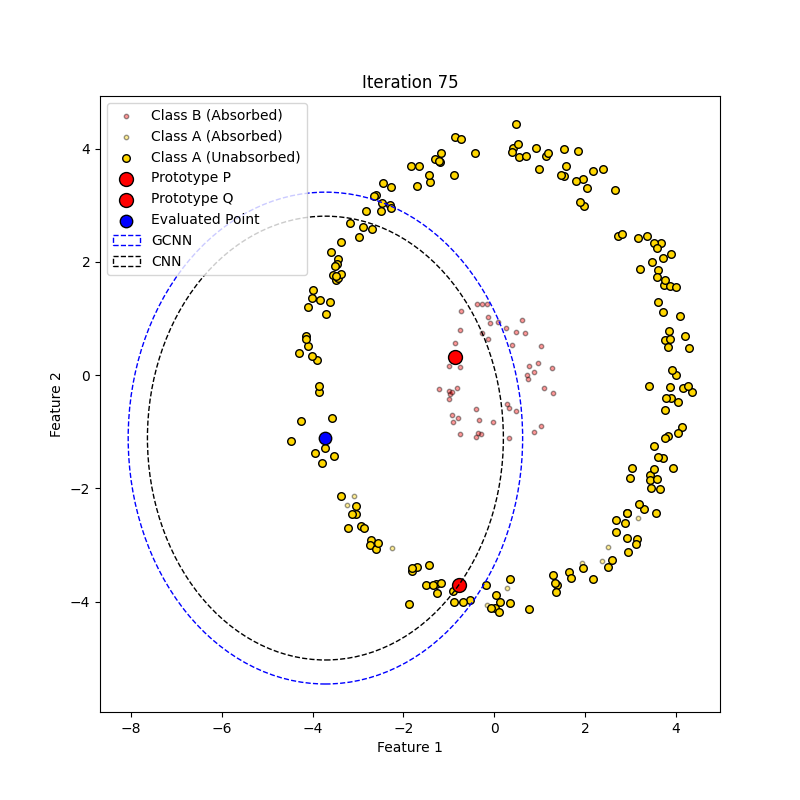 Iteration 75
Class B (Absorbed)
Class A (Absorbed)
Class A (Unabsorbed)
Prototype P
Prototype Q
Evaluated Point
GCNN
CNN
Feature 2
4
2
0
−2
−4
−8
−6
−4
−2
0
2
4
Feature 1